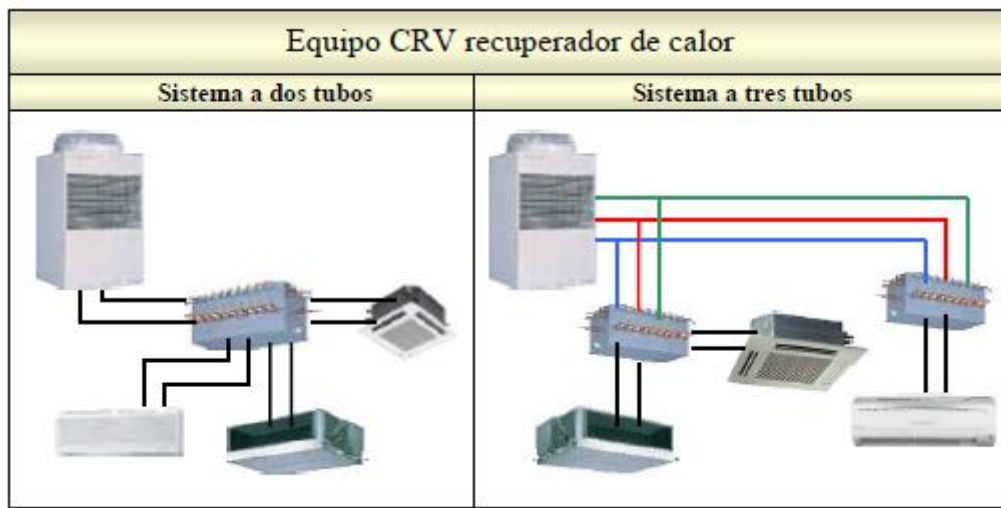 Equipo CRV recuperador de calor
Sistema a dos tubos
Sistema a tres tubos